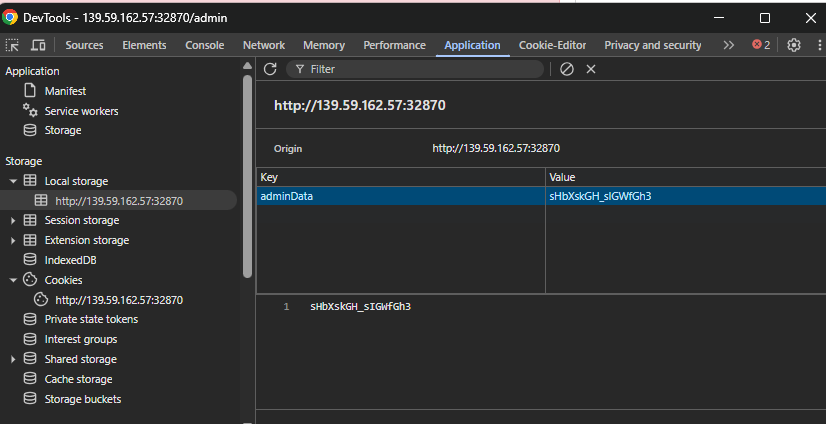 DevTools - 139.59.162.57:32870/admin
Sources Elements Console Network Memory Performance Application Cookie-Editor Privacy and security 2
Application
Manifest
Service workers
Storage
Storage
Local storage
http://139.59.162.57:32870
Session storage
Extension storage
IndexedDB
Cookies
http://139.59.162.57:32870
Private state tokens
Interest groups
Shared storage
Cache storage
Storage buckets
Filter
http://139.59.162.57:32870
Origin http://139.59.162.57:32870
Key Value
adminData sHbXskGH_sIGWfGh3
1 sHbXskGH_sIGWfGh3